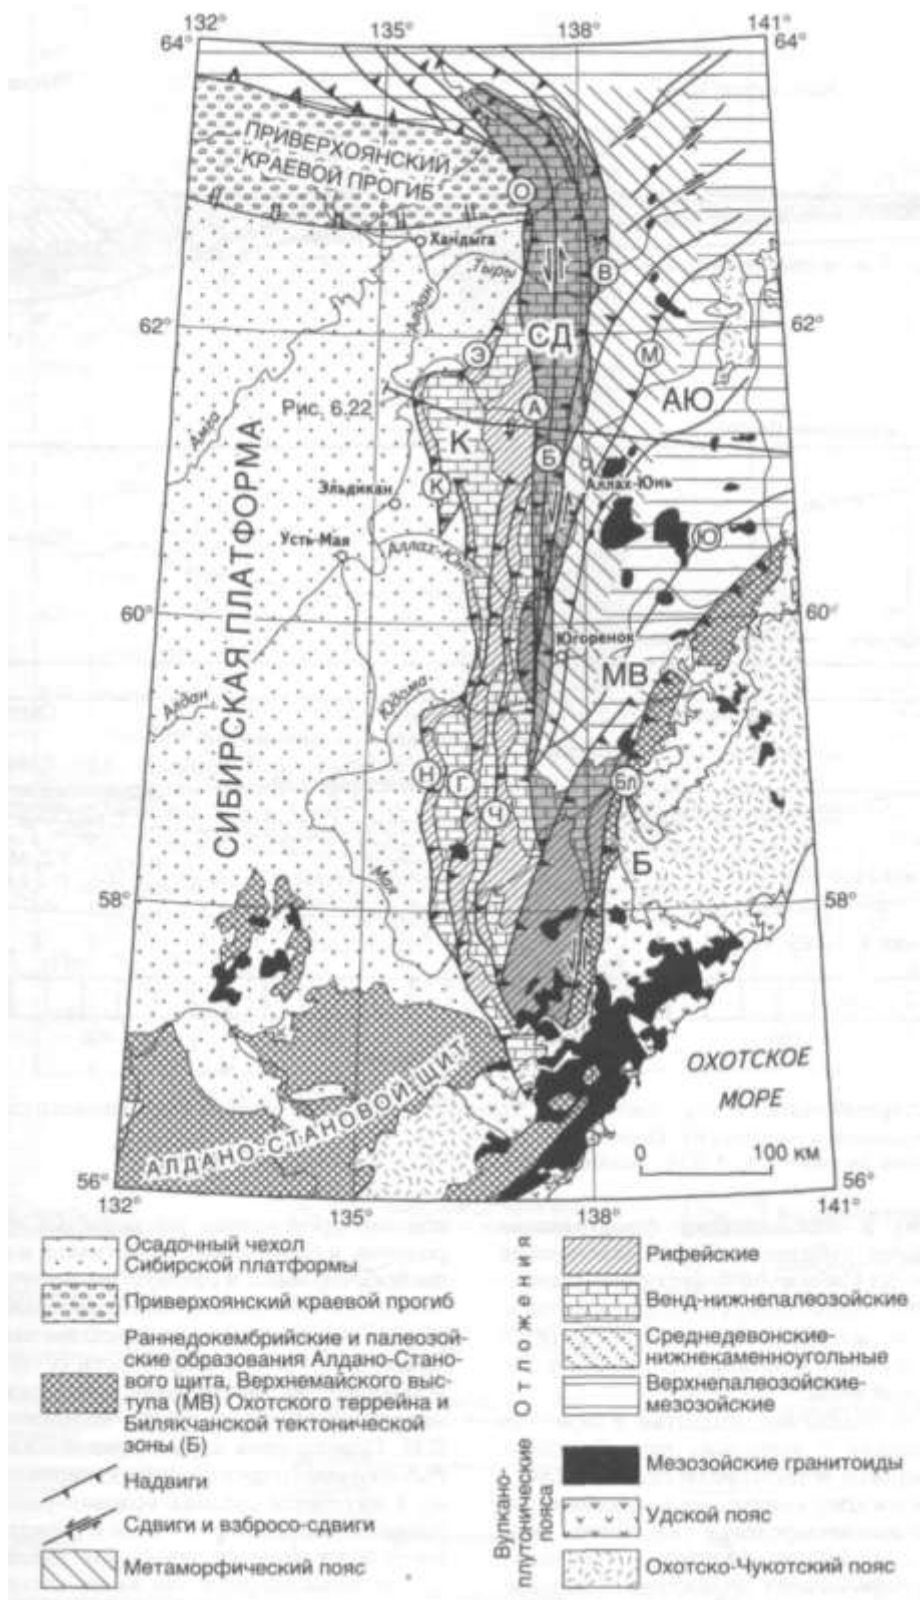 132°
135°
138°
141°
64°
64°
ПРИВЕРХОЯНСКИЙ
КРАЕВОЙ ПРОГИБ
О
Хандыга
Тыры
В
Алдан
62°
62°
СД
Э
М
Рис. 6.22
А
АЮ
Амга
К
Б
К
Аллах-Юнь
Эльдикан
Усть-Мая
Аллах-Юнь
Ю
СИБИРСКАЯ ПЛАТФОРМА
60°
60°
Югоренок
МВ
Юдома
Алдан
Н
Г
Бл
Ч
Б
Мая
58°
58°
ОХОТСКОЕ
МОРЕ
АЛДАНО-СТАНОВОЙ ЩИТ
0 100 км
56°
56°
132°
135°
138°
141°
Осадочный чехол
Сибирской платформы
Приверхоянский краевой прогиб
Раннедокембрийские и палеозой-
ские образования Алдано-Стано-
вого щита, Верхнемайского выс-
тупа (МВ) Охотского террейна и
Билякчанской тектонической
зоны (Б)
Надвиги
Сдвиги и взбросо-сдвиги
Метаморфический пояс
Отложения
Рифейские
Венд-нижнепалеозойские
Среднедевонские-
нижнекаменноугольные
Верхнепалеозойские-
мезозойские
Вулкано-
плутонические
пояса
Мезозойские гранитоиды
Удской пояс
Охотско-Чукотский пояс